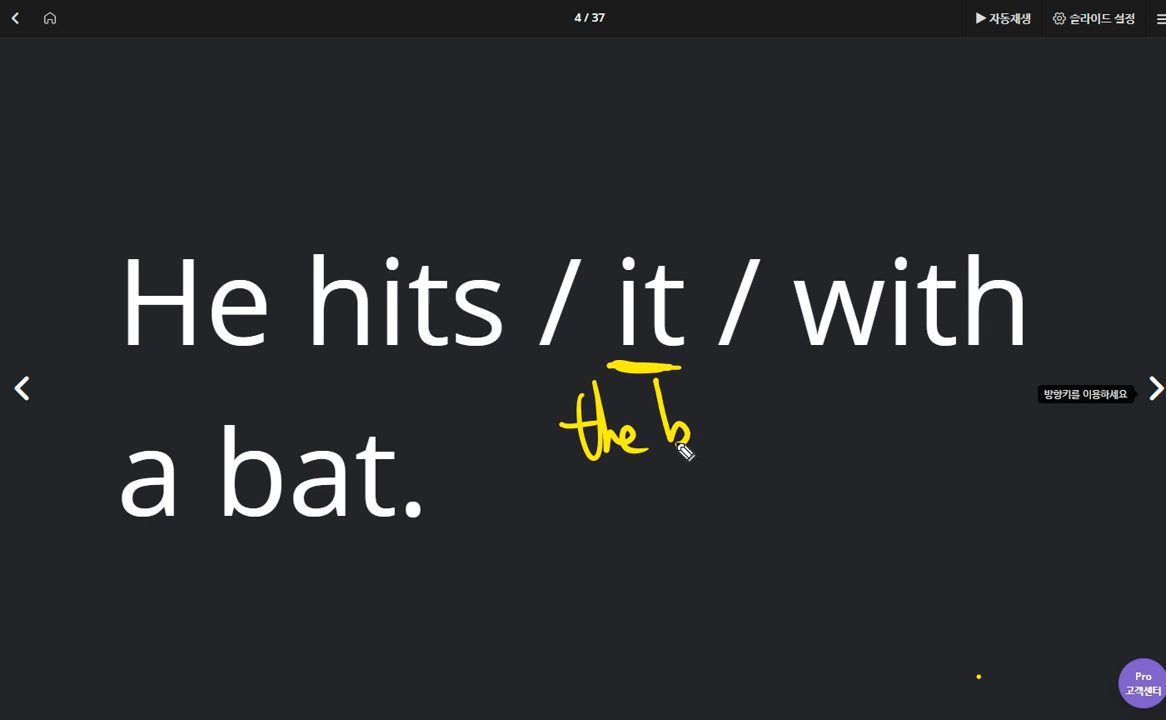 4 / 37
▶ 자동재생
슬라이드 설정
He hits / it / with
the b
방향키를 이용하세요
a bat.
Pro
고객센터